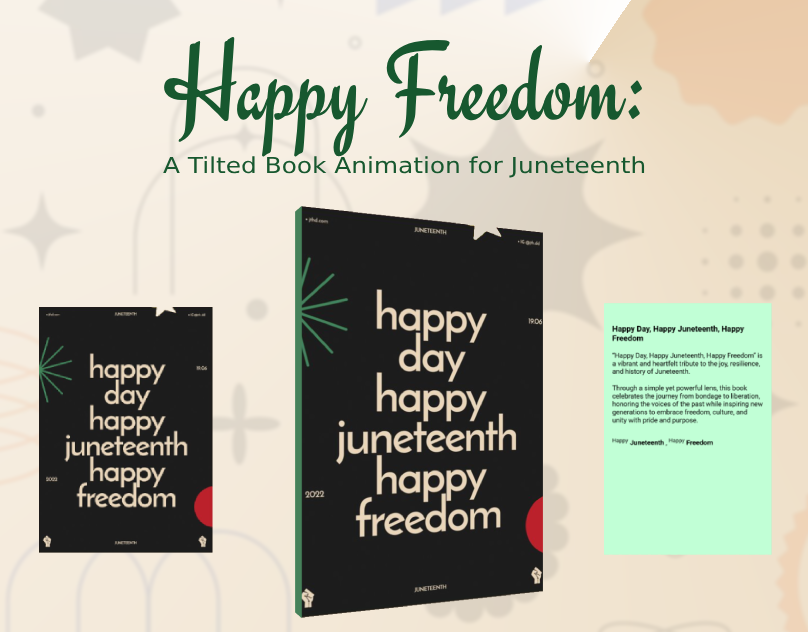 Happy Freedom:
A Tilted Book Animation for Juneteenth
JUNETEENTH
19.06
happy
day
happy
juneteenth
happy
freedom
2022
JUNETEENTH
JUNETEENTH
19.06
happy
day
happy
juneteenth
happy
freedom
2022
JUNETEENTH
Happy Day, Happy Juneteenth, Happy
Freedom
"Happy Day, Happy Juneteenth, Happy Freedom" is
a vibrant and heartfelt tribute to the joy, resilience,
and history of Juneteenth.
Through a simple yet powerful lens, this book
celebrates the journey from bondage to liberation,
honoring the voices of the past while inspiring new
generations to embrace freedom, culture, and
unity with pride and purpose.
Happy Juneteenth , Happy Freedom